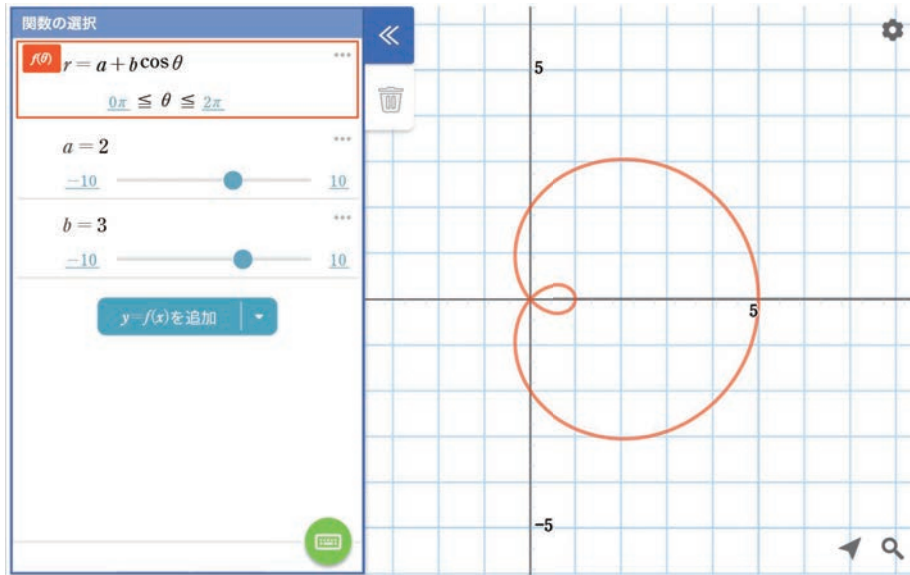 関数の選択
f(θ) r = a + b cos θ
0π ≦ θ ≦ 2π
a = 2
−10 10
b = 3
−10 10
y=f(x)を追加
5
5
−5